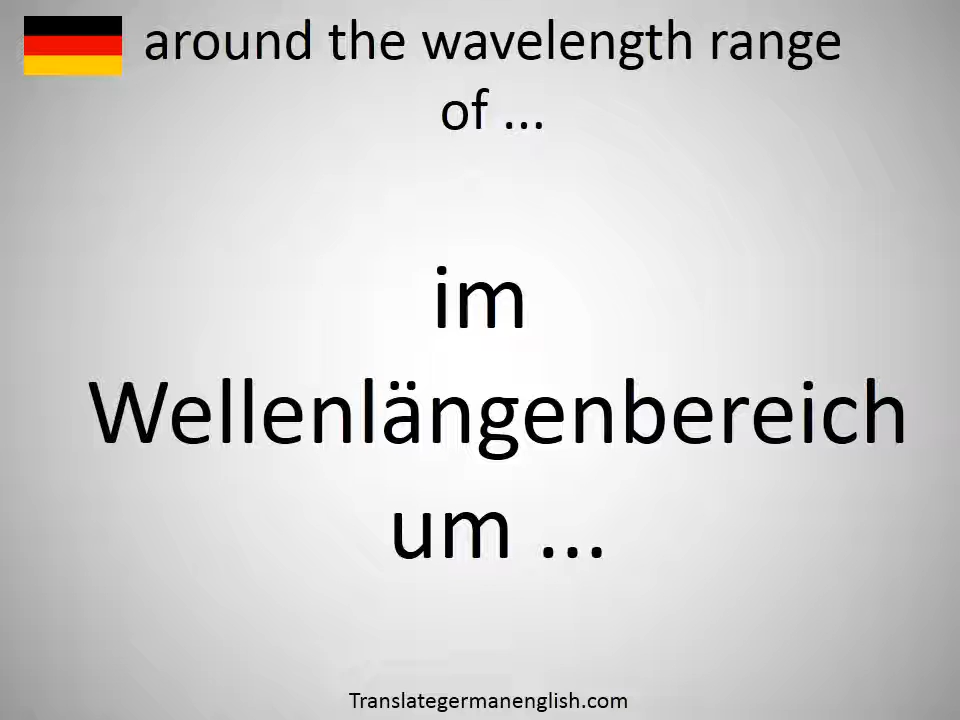 around the wavelength range
of ...
im
Wellenlängenbereich
um ...
Translategermanenglish.com